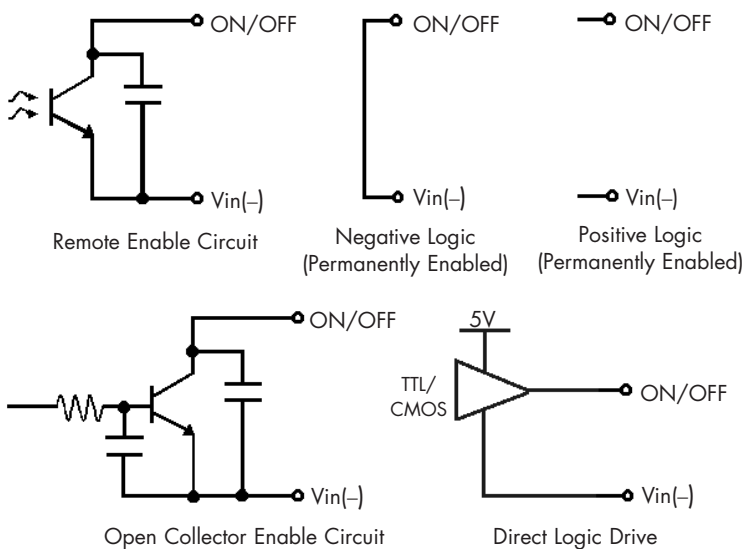 ON/OFF
Vin(–)
Remote Enable Circuit
ON/OFF
Vin(–)
Negative Logic
(Permanently Enabled)
ON/OFF
Vin(–)
Positive Logic
(Permanently Enabled)
ON/OFF
Vin(–)
Open Collector Enable Circuit
5V
TTL/
CMOS
ON/OFF
Vin(–)
Direct Logic Drive